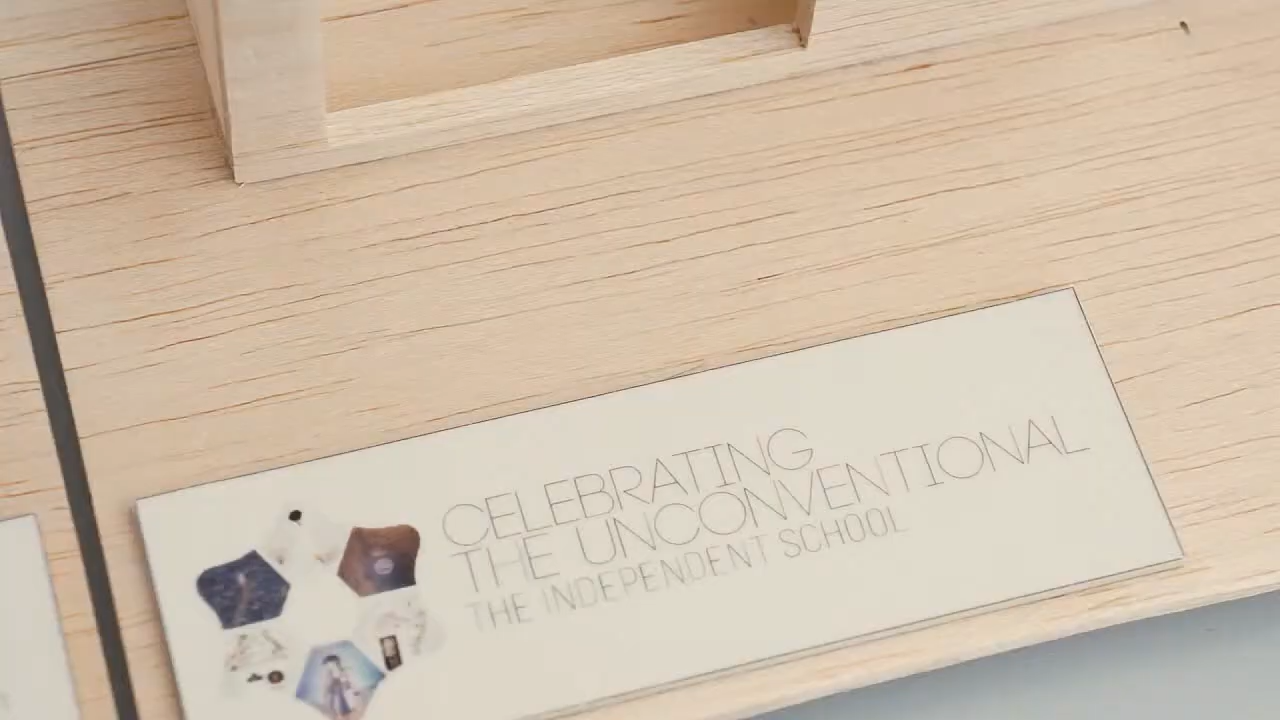 CELEBRATING
THE UNCONVENTIONAL
THE INDEPENDENT SCHOOL